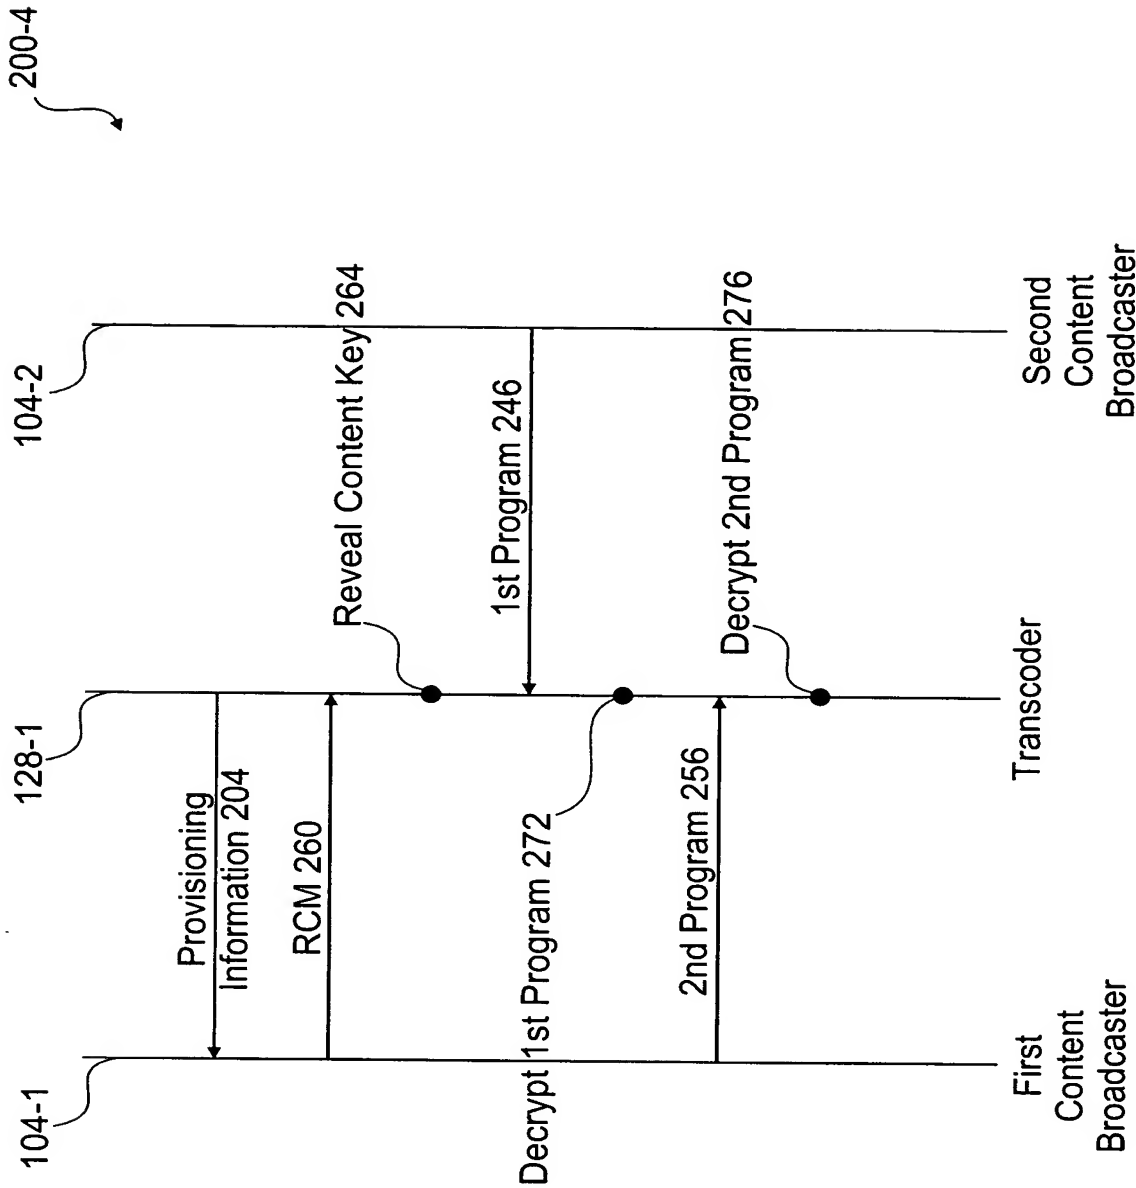 200-4
104-1
128-1
104-2
Provisioning
Information 204
RCM 260
Reveal Content Key 264
1st Program 246
Decrypt 1st Program 272
2nd Program 256
Decrypt 2nd Program 276
First
Content
Broadcaster
Transcoder
Second
Content
Broadcaster